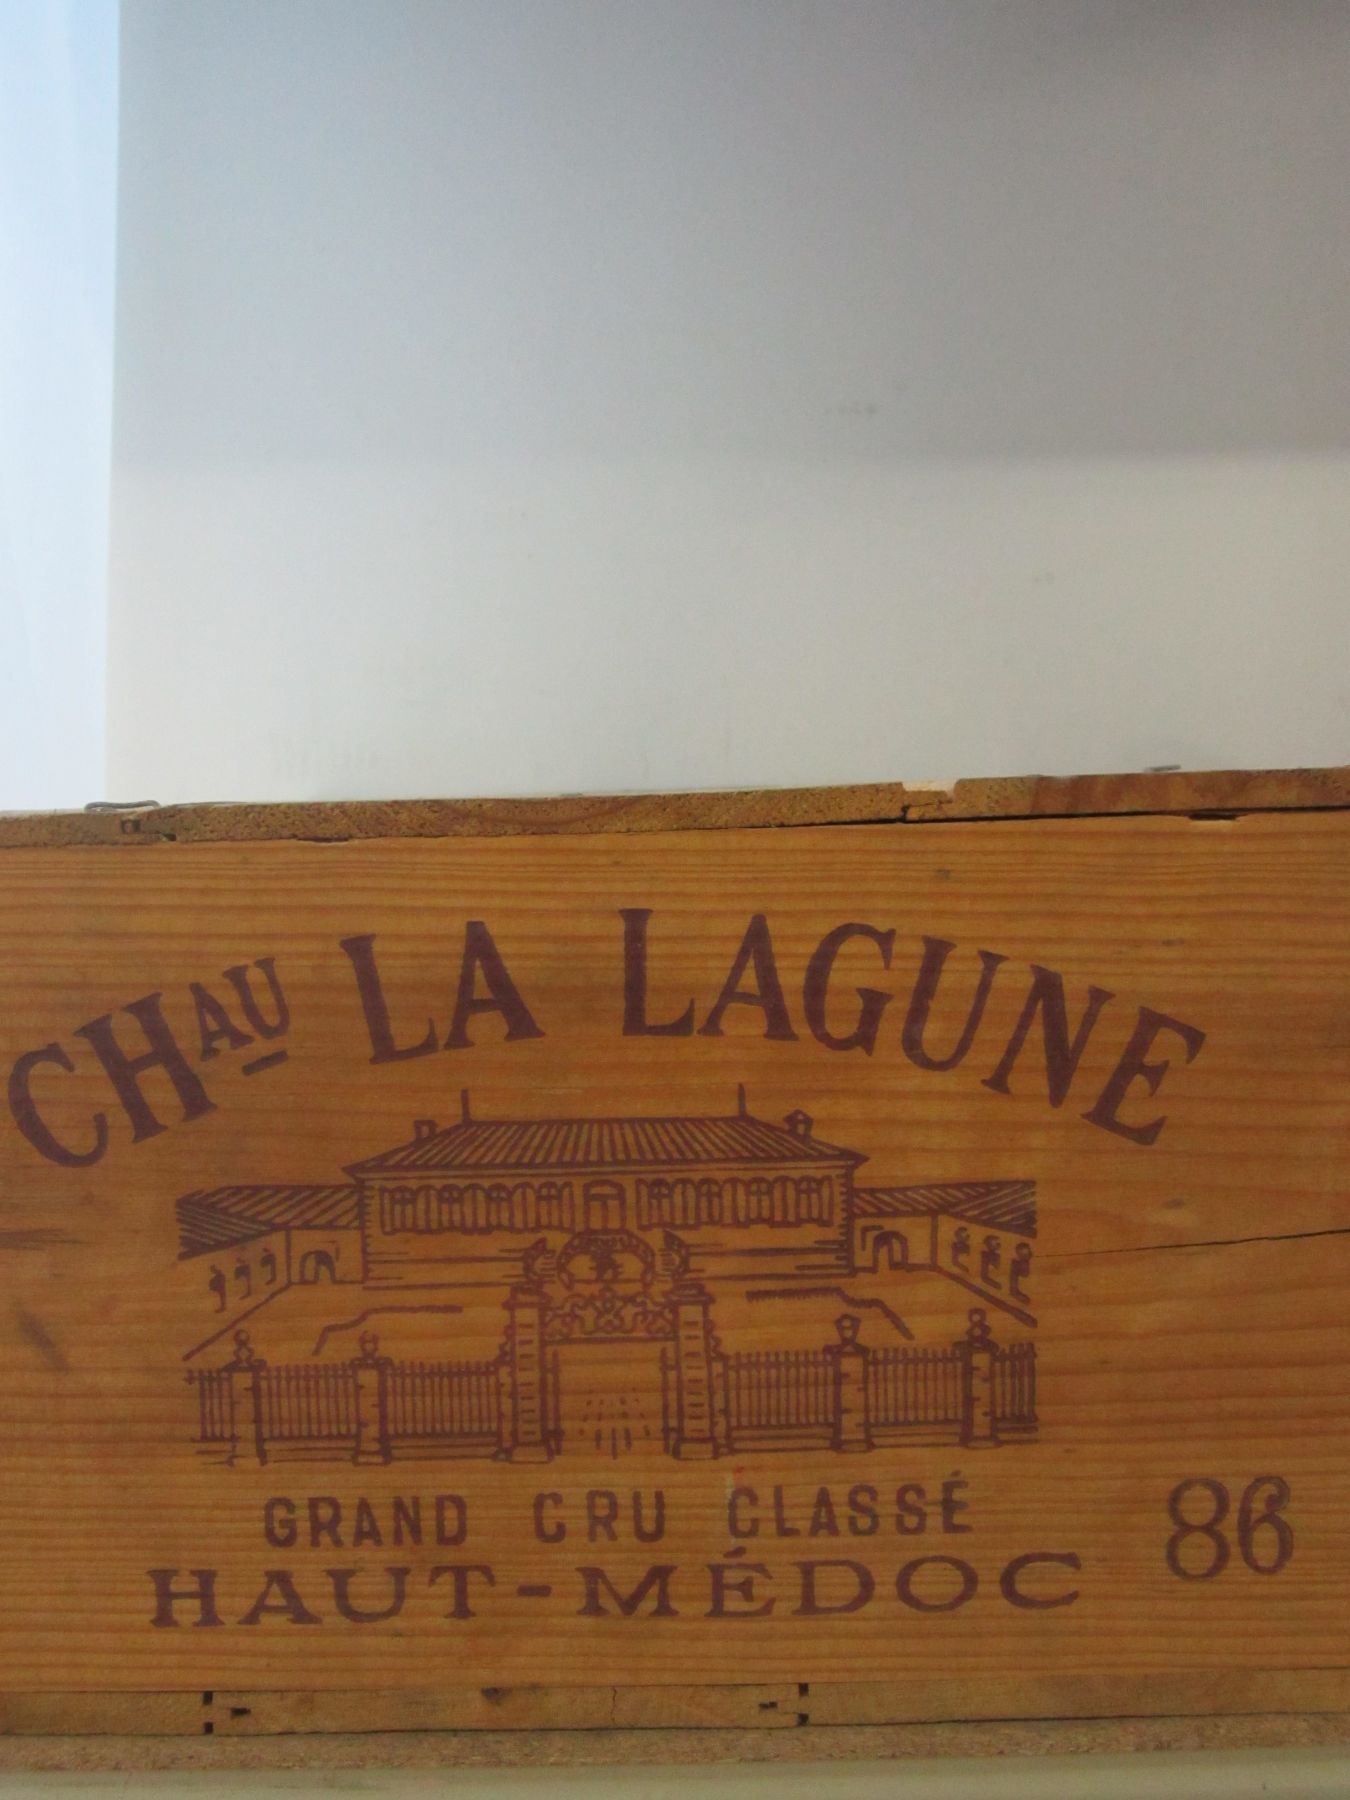 CHAU LA LAGUNE
GRAND CRU CLASSÉ
HAUT-MÉDOC
86